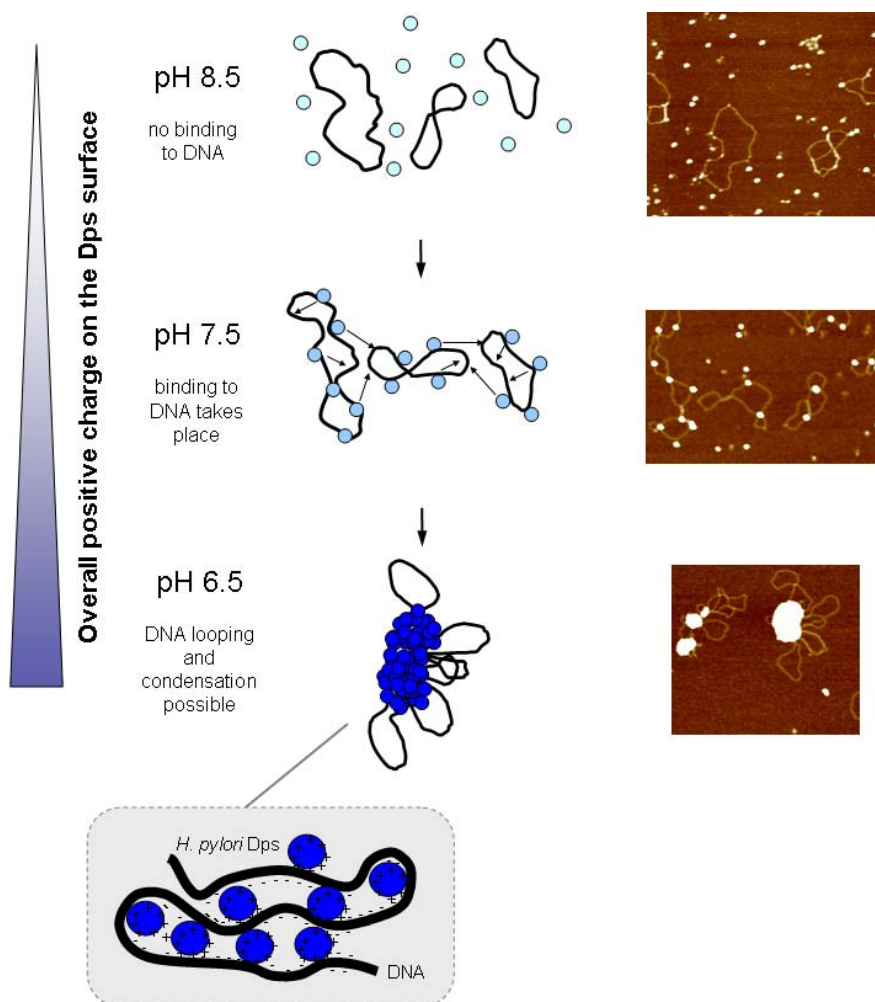 Overall positive charge on the Dps surface
pH 8.5
no binding
to DNA
pH 7.5
binding to
DNA takes
place
pH 6.5
DNA looping
and
condensation
possible
H. pylori Dps
DNA